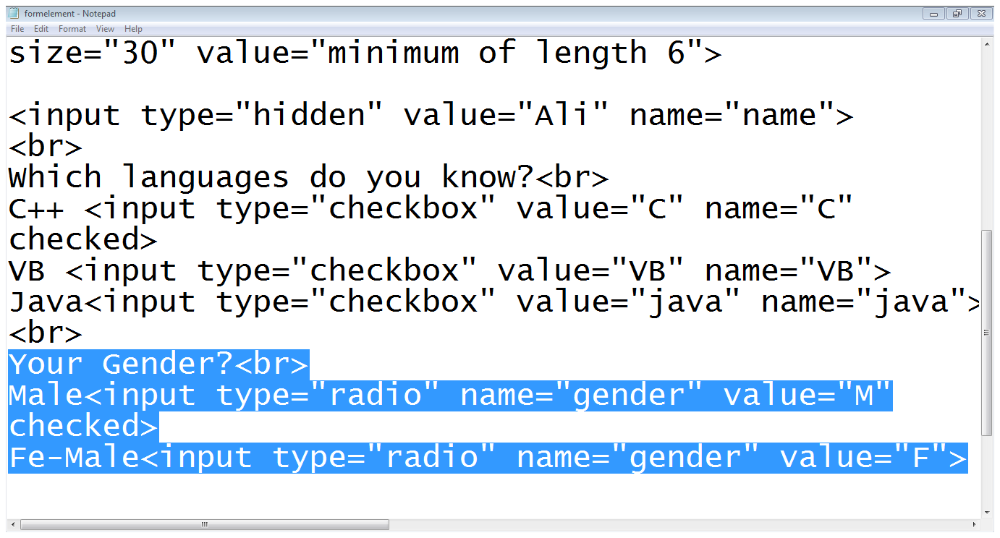 formelement - Notepad
File Edit Format View Help
size="30" value="minimum of length 6">
<input type="hidden" value="Ali" name="name">
<br>
Which languages do you know?<br>
C++ <input type="checkbox" value="C" name="C"
checked>
VB <input type="checkbox" value="VB" name="VB">
Java<input type="checkbox" value="java" name="java">
<br>
Your Gender?<br>
Male<input type="radio" name="gender" value="M"
checked>
Fe-Male<input type="radio" name="gender" value="F">